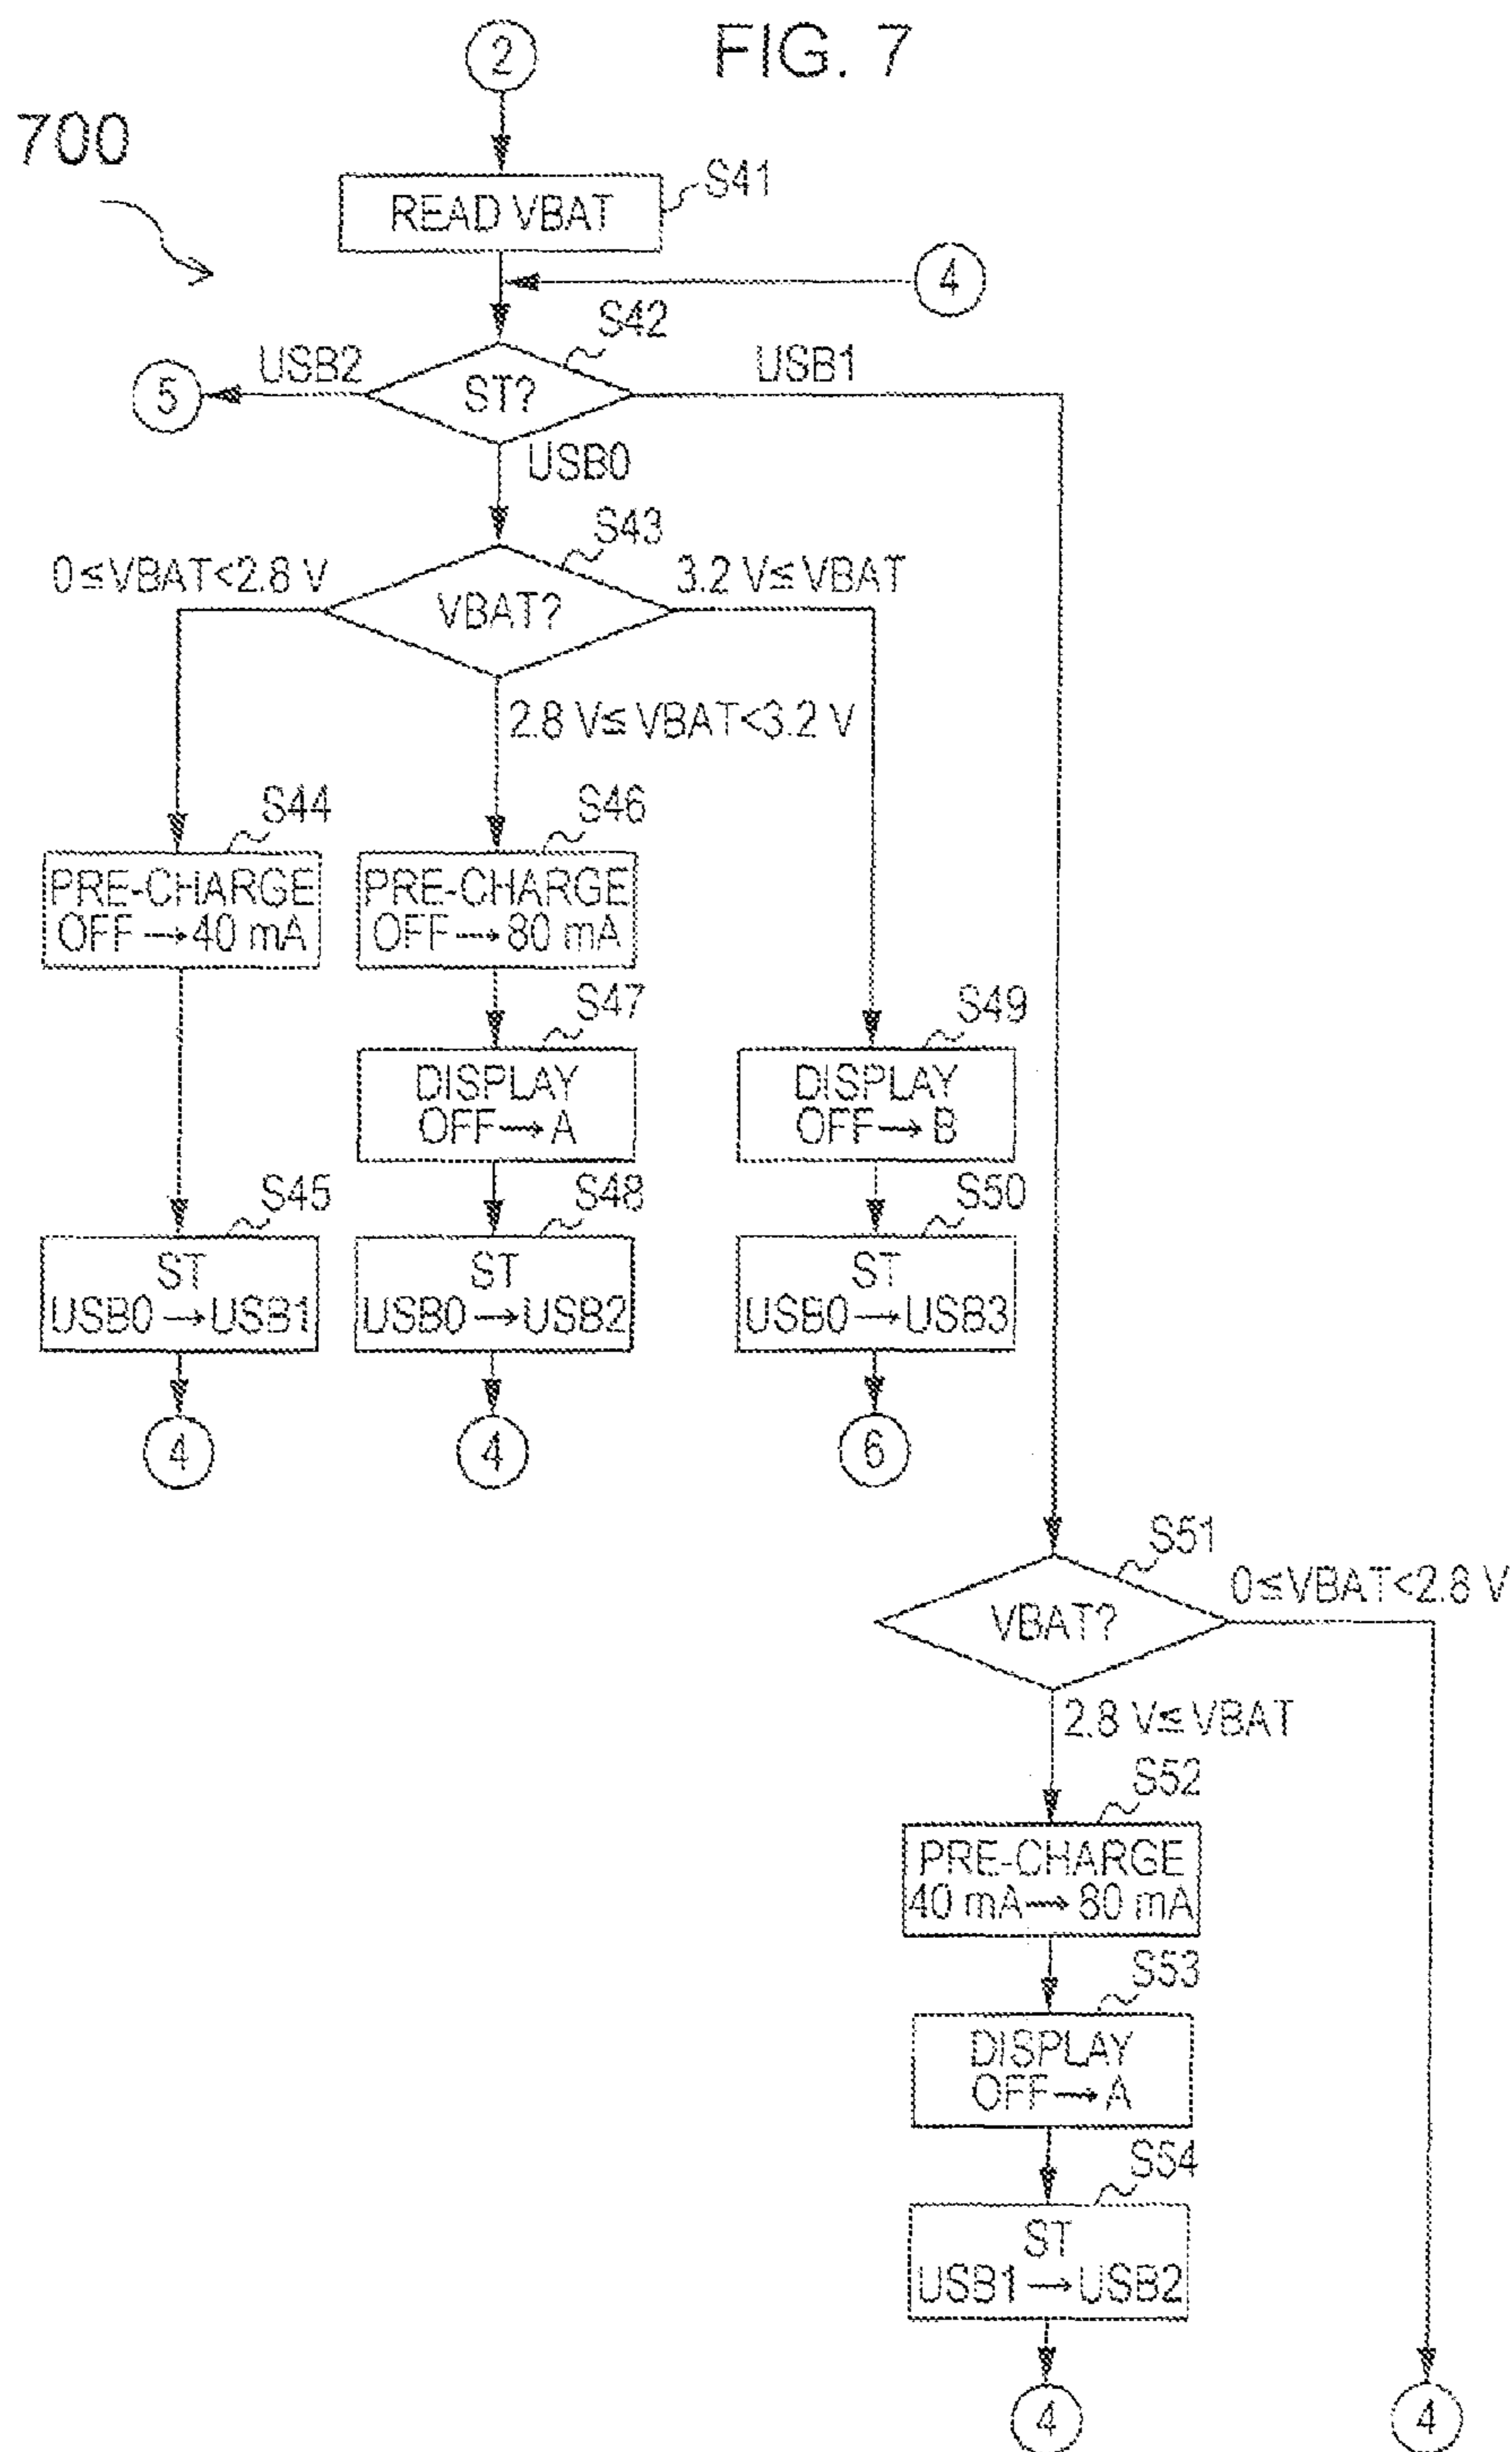 FIG. 7
2
700
READ VBAT
S41
4
S42
USB2
ST?
USB1
5
USB0
S43
0≦VBAT<2.8 V
VBAT?
3.2 V≦VBAT
2.8 V≦VBAT<3.2 V
S44
PRE-CHARGE
OFF→40 mA
S46
PRE-CHARGE
OFF→80 mA
S47
DISPLAY
OFF→A
S49
DISPLAY
OFF→B
S45
ST
USB0→USB1
S48
ST
USB0→USB2
S50
ST
USB0→USB3
4
4
6
S51
VBAT?
0≦VBAT<2.8 V
2.8 V≦VBAT
S52
PRE-CHARGE
40 mA→80 mA
S53
DISPLAY
OFF→A
S54
ST
USB1→USB2
4
4